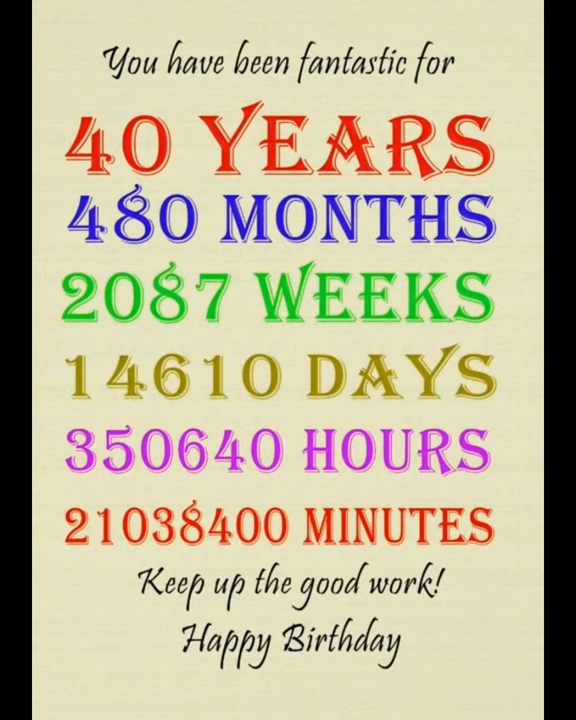 You have been fantastic for
40 YEARS
480 MONTHS
2087 WEEKS
14610 DAYS
350640 HOURS
21038400 MINUTES
Keep up the good work!
Happy Birthday